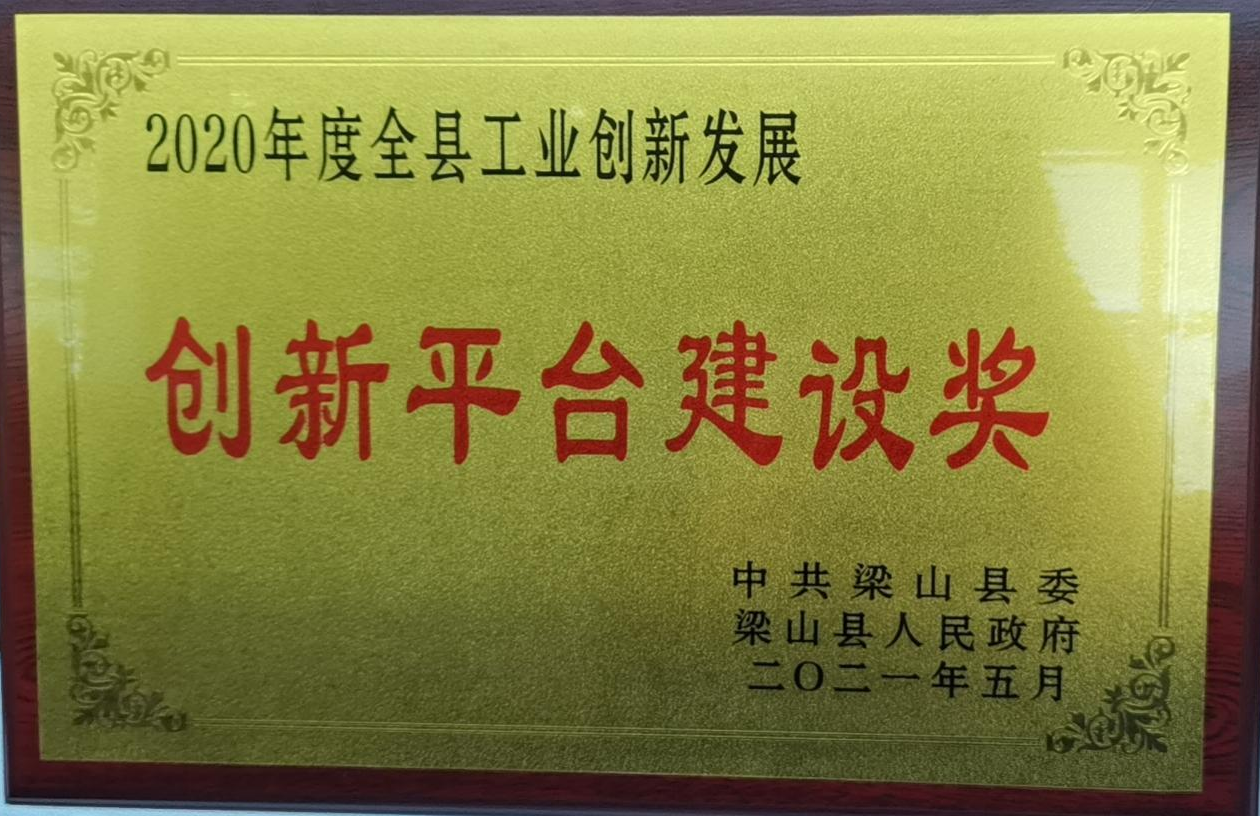 2020年度全县工业创新发展
创新平台建设奖
中共梁山县委
梁山县人民政府
二〇二一年五月